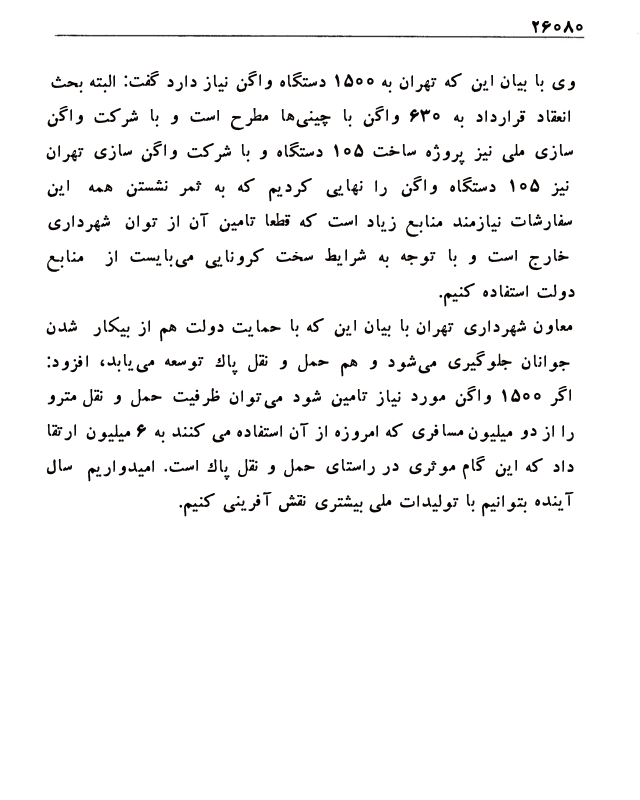 ۲۶۰۸۰
وی با بیان این که تهران به ۱۵۰۰ دستگاه واگن نیاز دارد گفت: البته بحث
انعقاد قرارداد به ۶۳۰ واگن با چینی‌ها مطرح است و با شرکت واگن
سازی ملی نیز پروژه ساخت ۱۰۵ دستگاه و با شرکت واگن سازی تهران
نیز ۱۰۵ دستگاه واگن را نهایی کردیم که به ثمر نشستن همه این
سفارشات نیازمند منابع زیاد است که قطعا تامین آن از توان شهرداری
خارج است و با توجه به شرایط سخت کرونایی می‌بایست از منابع
دولت استفاده کنیم.
معاون شهرداری تهران با بیان این که با حمایت دولت هم از بیکار شدن
جوانان جلوگیری می‌شود و هم حمل و نقل پاك توسعه می‌یابد، افزود:
اگر ۱۵۰۰ واگن مورد نیاز تامین شود می‌توان ظرفیت حمل و نقل مترو
را از دو میلیون مسافری که امروزه از آن استفاده می کنند به ۶ میلیون ارتقا
داد که این گام موثری در راستای حمل و نقل پاك است. امیدواریم سال
آینده بتوانیم با تولیدات ملی بیشتری نقش آفرینی کنیم.